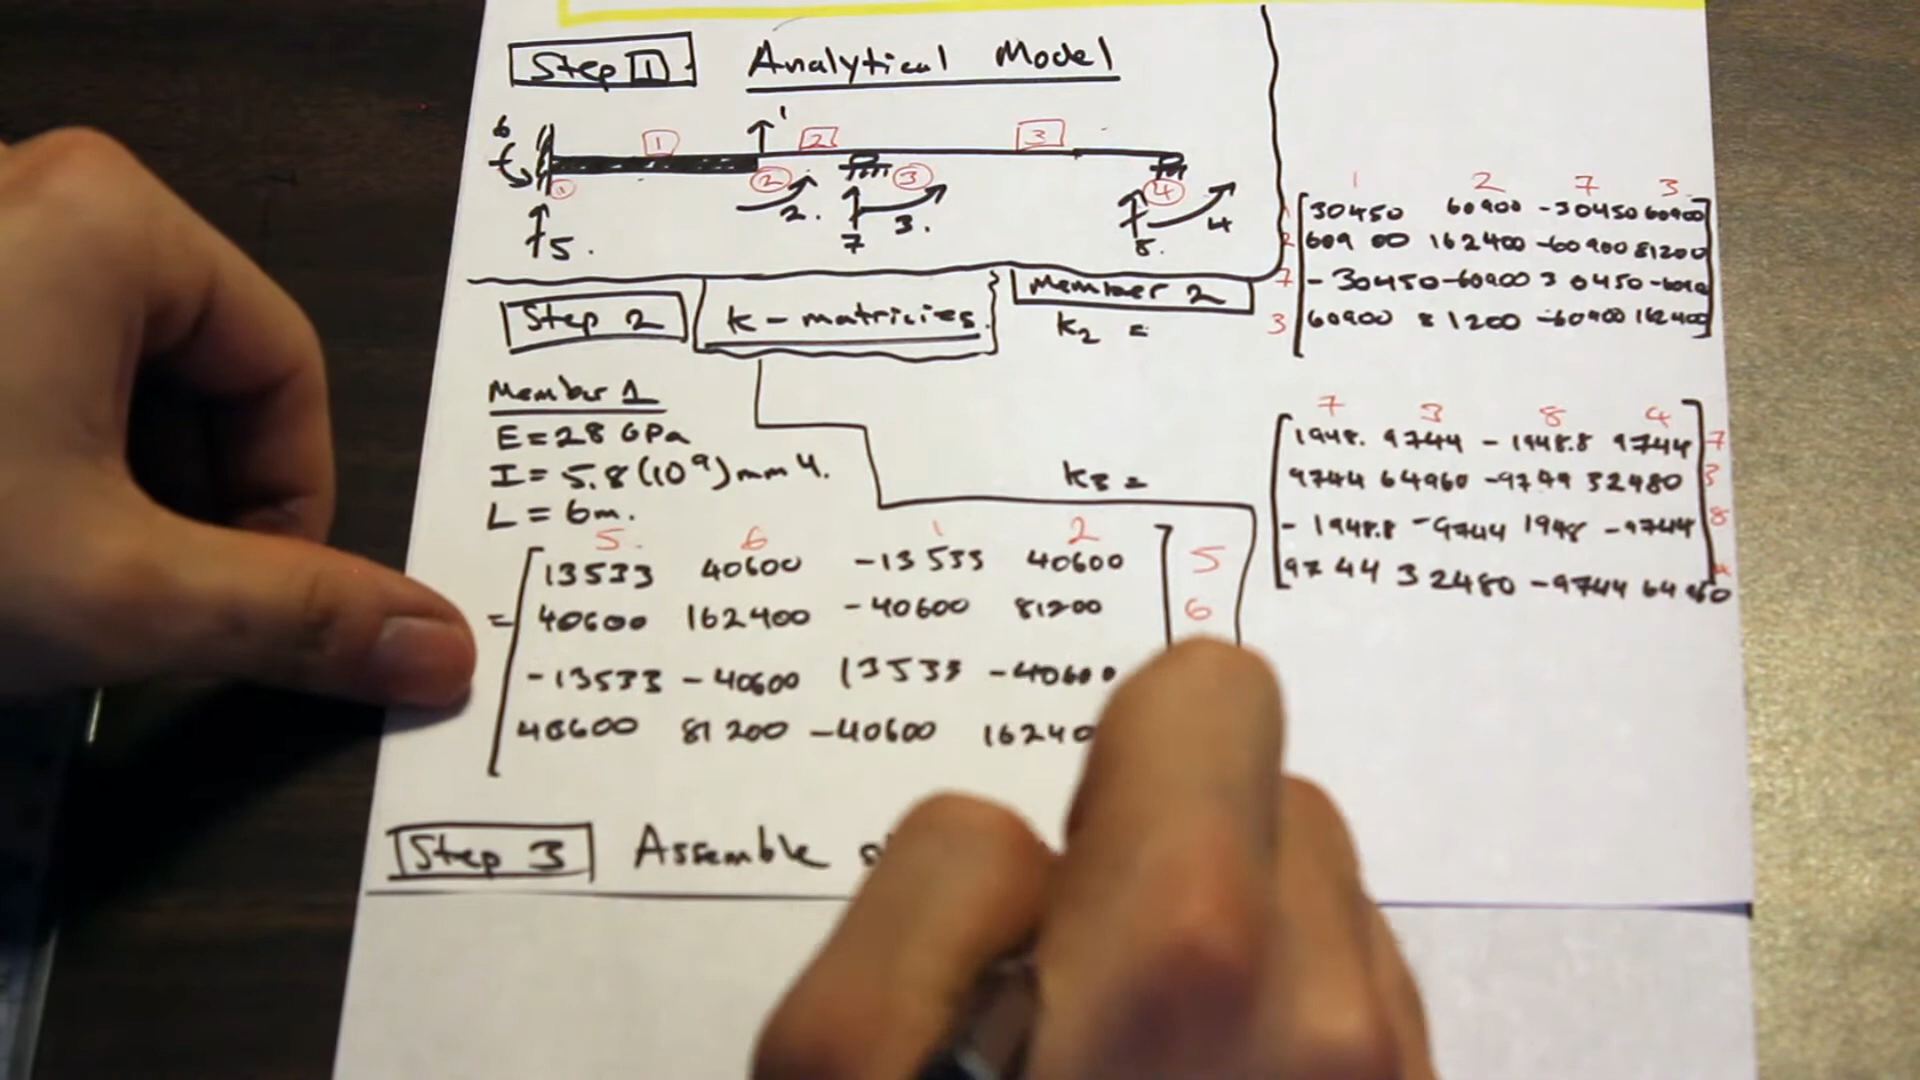 Step 1. Analytical Model
1
6 1 2 3
1 2 3 4
2. 3. 4
5. 7 8.
Step 2 k-matricies.
Member 1
E = 28 GPa
I = 5.8(10^9)mm4.
L = 6m.
5. 6 1 2
13533 40600 -13533 40600 5
= 40600 162400 -40600 81200 6
-13533 -40600 13533 -40600
40600 81200 -40600
Member 2
k2 =
1 2 7 3
30450 60900 -30450 60900
2 60900 162400 -60900 81200
7 -30450 -60900 30450
3 60900 81200 -60900 162400
k3 =
7 3 8 4
1948. 9744 -1948.8 9744 7
9744 64960 -9744 32480 3
-1948.8 -9744 1948 -9744 8
9744 32480 -9744 64960 4
Step 3 Assemble